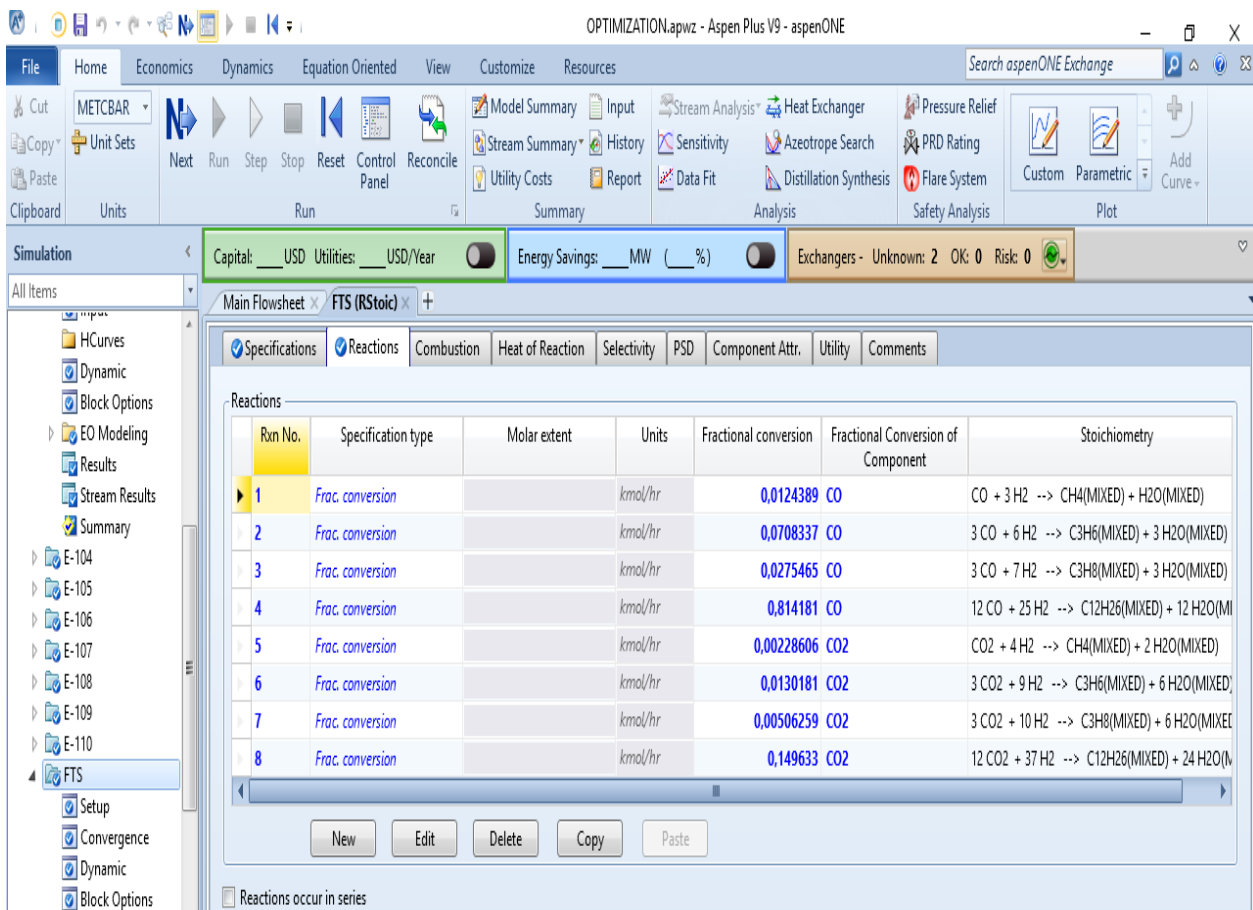 OPTIMIZATION.apwz - Aspen Plus V9 - aspenONE
File Home Economics Dynamics Equation Oriented View Customize Resources Search aspenONE Exchange
Cut METCBAR Model Summary Input Stream Analysis Heat Exchanger Pressure Relief
Copy Unit Sets Stream Summary History Sensitivity Azeotrope Search PRD Rating
Paste Next Run Step Stop Reset Control Panel Reconcile Utility Costs Report Data Fit Distillation Synthesis Flare System Custom Parametric Add Curve
Clipboard Units Run Summary Analysis Safety Analysis Plot
Simulation Capital: ____USD Utilities: ____USD/Year Energy Savings: ____MW (____%) Exchangers - Unknown: 2 OK: 0 Risk: 0
All Items Main Flowsheet FTS (RStoic) +
Input
HCurves
Dynamic
Block Options
EO Modeling
Results
Stream Results
Summary
E-104
E-105
E-106
E-107
E-108
E-109
E-110
FTS
Setup
Convergence
Dynamic
Block Options
Specifications Reactions Combustion Heat of Reaction Selectivity PSD Component Attr. Utility Comments
Reactions
Rxn No. Specification type Molar extent Units Fractional conversion Fractional Conversion of Component Stoichiometry
1 Frac. conversion kmol/hr 0,0124389 CO CO + 3 H2 --> CH4(MIXED) + H2O(MIXED)
2 Frac. conversion kmol/hr 0,0708337 CO 3 CO + 6 H2 --> C3H6(MIXED) + 3 H2O(MIXED)
3 Frac. conversion kmol/hr 0,0275465 CO 3 CO + 7 H2 --> C3H8(MIXED) + 3 H2O(MIXED)
4 Frac. conversion kmol/hr 0,814181 CO 12 CO + 25 H2 --> C12H26(MIXED) + 12 H2O(MI
5 Frac. conversion kmol/hr 0,00228606 CO2 CO2 + 4 H2 --> CH4(MIXED) + 2 H2O(MIXED)
6 Frac. conversion kmol/hr 0,0130181 CO2 3 CO2 + 9 H2 --> C3H6(MIXED) + 6 H2O(MIXED)
7 Frac. conversion kmol/hr 0,00506259 CO2 3 CO2 + 10 H2 --> C3H8(MIXED) + 6 H2O(MIXE
8 Frac. conversion kmol/hr 0,149633 CO2 12 CO2 + 37 H2 --> C12H26(MIXED) + 24 H2O(M
New Edit Delete Copy Paste
Reactions occur in series